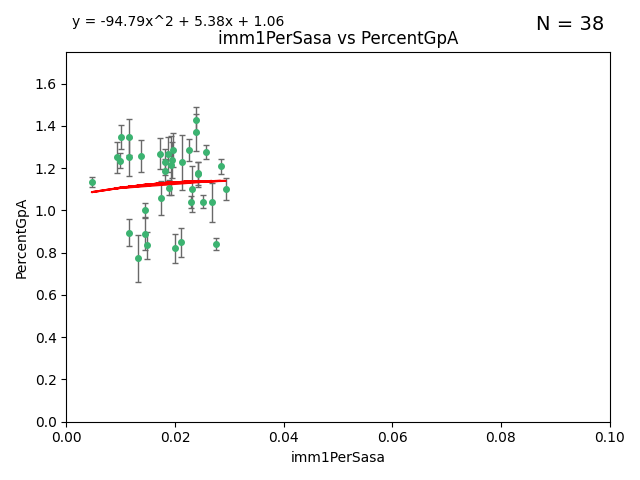 y = -94.79x^2 + 5.38x + 1.06
N = 38
imm1PerSasa vs PercentGpA
1.6
1.4
1.2
1.0
0.8
0.6
0.4
0.2
0.0
PercentGpA
0.00 0.02 0.04 0.06 0.08 0.10
imm1PerSasa